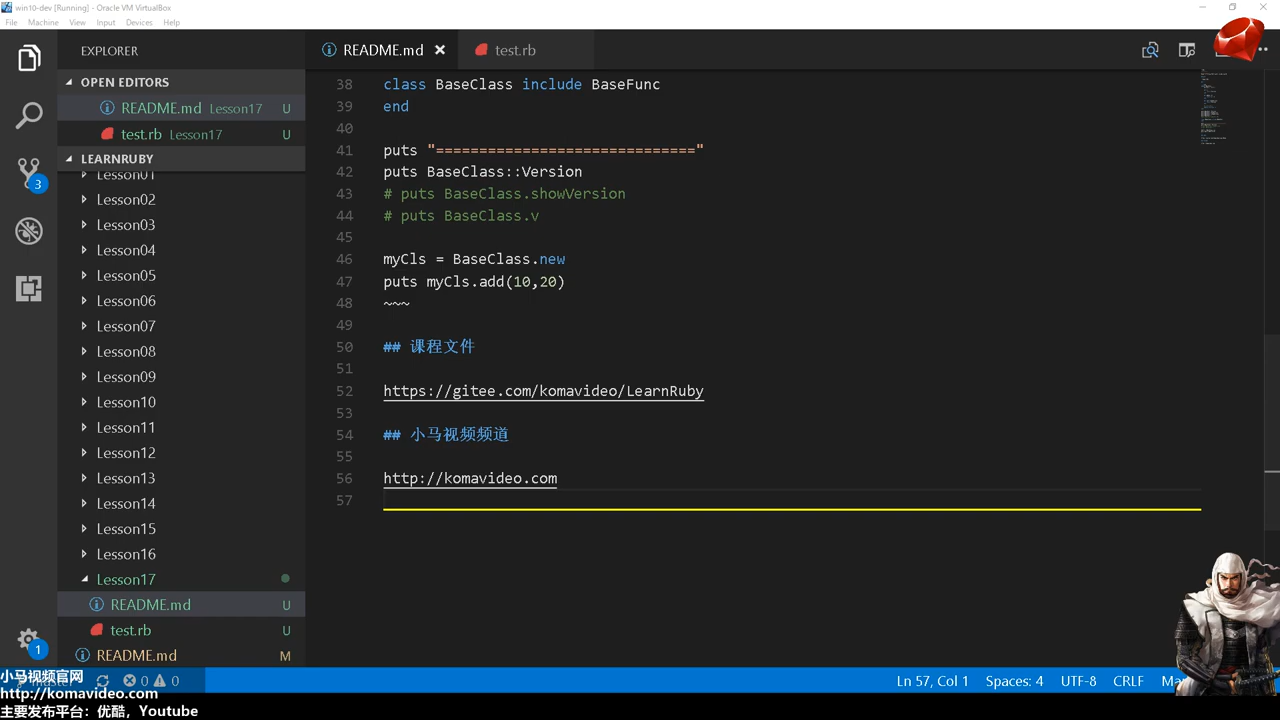 win10-dev [Running] - Oracle VM VirtualBox
File Machine View Input Devices Help
EXPLORER
OPEN EDITORS
README.md Lesson17 U
test.rb Lesson17 U
LEARNRUBY
Lesson01
Lesson02
Lesson03
Lesson04
Lesson05
Lesson06
Lesson07
Lesson08
Lesson09
Lesson10
Lesson11
Lesson12
Lesson13
Lesson14
Lesson15
Lesson16
Lesson17
README.md U
test.rb U
README.md M
3
1
README.md test.rb
38 class BaseClass include BaseFunc
39 end
40
41 puts "=============================="
42 puts BaseClass::Version
43 # puts BaseClass.showVersion
44 # puts BaseClass.v
45
46 myCls = BaseClass.new
47 puts myCls.add(10,20)
48 ~~~
49
50 ## 课程文件
51
52 https://gitee.com/komavideo/LearnRuby
53
54 ## 小马视频频道
55
56 http://komavideo.com
57
0 0 Ln 57, Col 1 Spaces: 4 UTF-8 CRLF
小马视频官网
http://komavideo.com
主要发布平台：优酷，Youtube